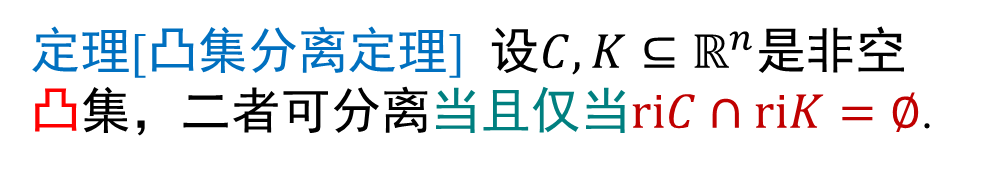 定理[凸集分离定理] 设C, K ⊆ ℝⁿ是非空
凸集，二者可分离当且仅当riC ∩ riK = ∅.